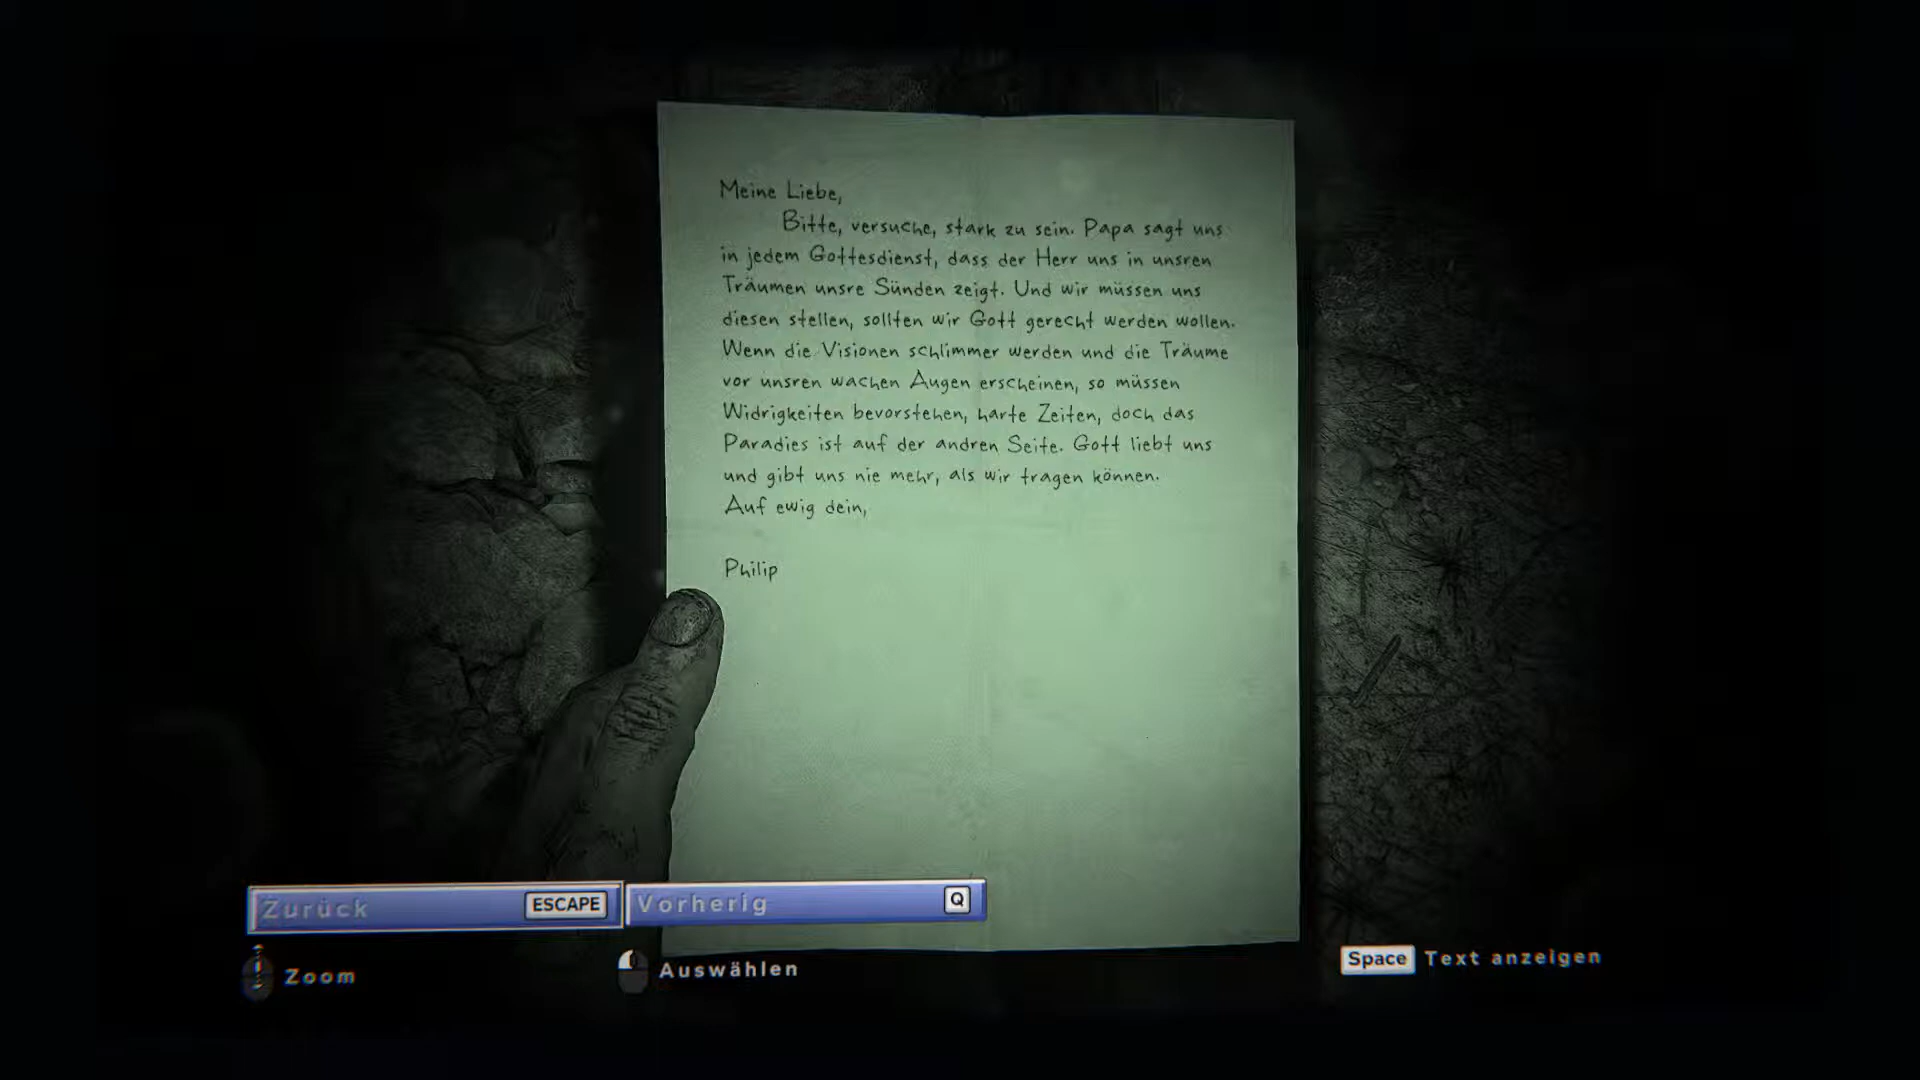 Meine Liebe,
Bitte, versuche, stark zu sein. Papa sagt uns
in jedem Gottesdienst, dass der Herr uns in unsren
Träumen unsre Sünden zeigt. Und wir müssen uns
diesen stellen, sollten wir Gott gerecht werden wollen.
Wenn die Visionen schlimmer werden und die Träume
vor unsren wachen Augen erscheinen, so müssen
Widrigkeiten bevorstehen, harte Zeiten, doch das
Paradies ist auf der andren Seite. Gott liebt uns
und gibt uns nie mehr, als wir tragen können.
Auf ewig dein,
Philip
Zurück ESCAPE Vorherig Q
Zoom Auswählen Space Text anzeigen